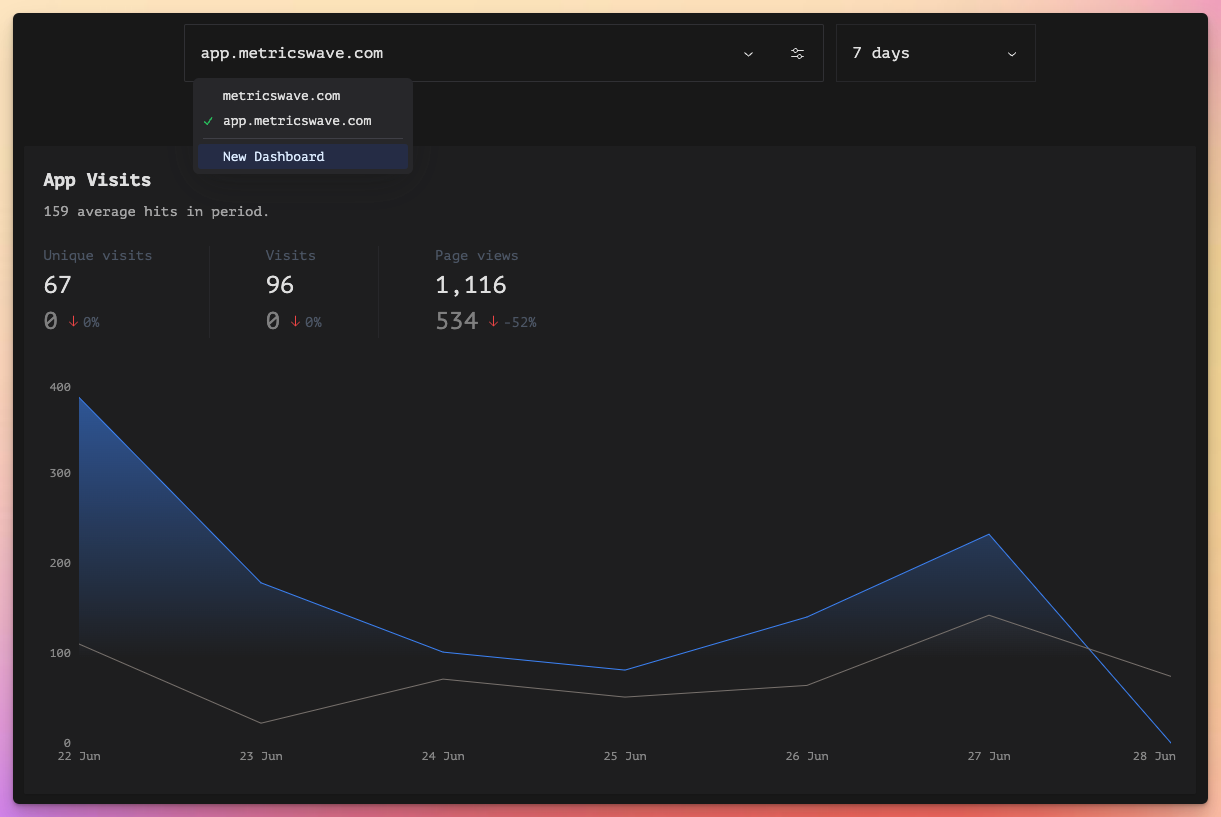 app.metricswave.com
7 days
metricswave.com
app.metricswave.com
New Dashboard
App Visits
159 average hits in period.
Unique visits
67
0 ↓ 0%
Visits
96
0 ↓ 0%
Page views
1,116
534 ↓ -52%
400
300
200
100
0
22 Jun 23 Jun 24 Jun 25 Jun 26 Jun 27 Jun 28 Jun